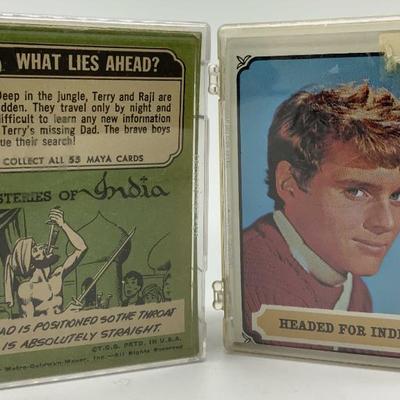 WHAT LIES AHEAD?
Deep in the jungle, Terry and Raji are
dden. They travel only by night and
difficult to learn any new information
Terry's missing Dad. The brave boys
ue their search!
COLLECT ALL 55 MAYA CARDS
STERIES OF India
AD IS POSITIONED SO THE THROAT
IS ABSOLUTELY STRAIGHT.
©T.C.G. PRTD. IN U.S.A.
Metro-Goldwyn-Mayer, Inc.—All Rights Reserved
HEADED FOR INDI